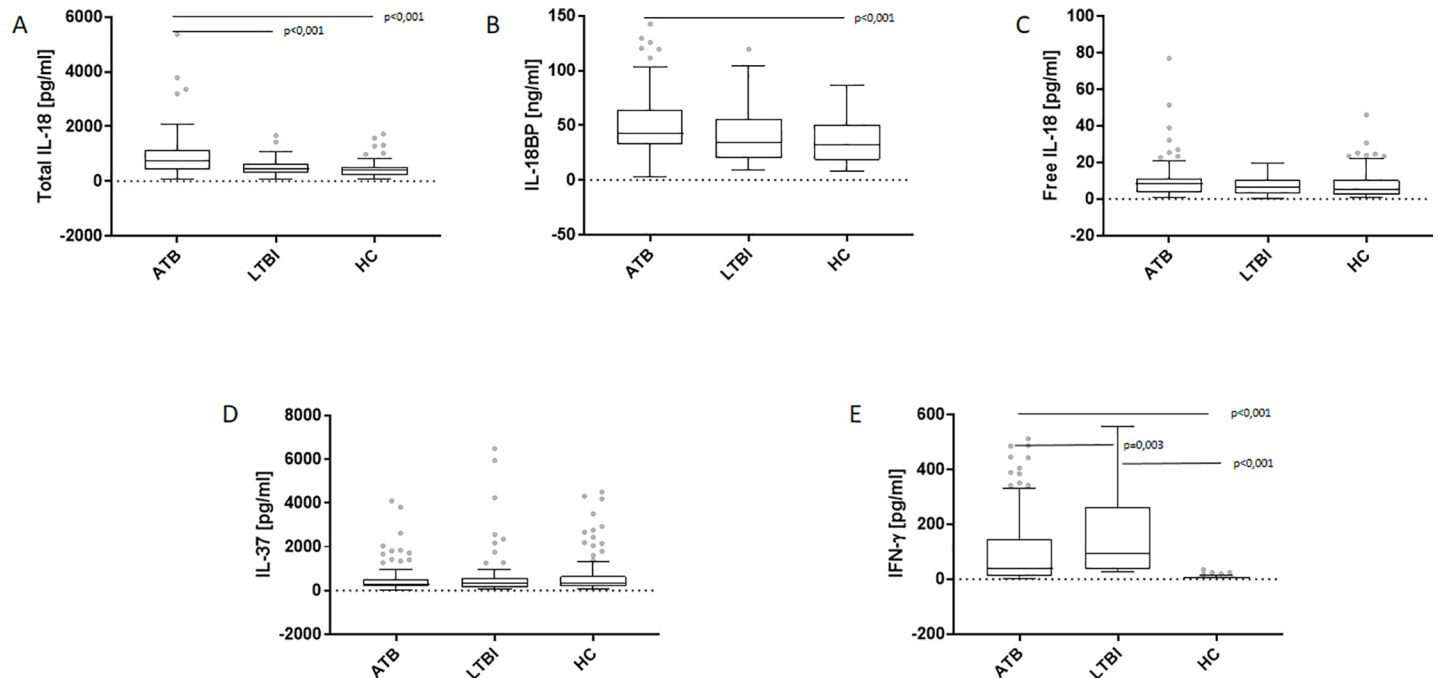 A
Total IL-18 [pg/ml]
6000
4000
2000
0
-2000
p<0,001
p<0,001
ATB
LTBI
HC
B
IL-18BP [ng/ml]
150
100
50
0
-50
p<0,001
ATB
LTBI
HC
C
Free IL-18 [pg/ml]
100
80
60
40
20
0
-20
ATB
LTBI
HC
D
IL-37 [pg/ml]
8000
6000
4000
2000
0
-2000
ATB
LTBI
HC
E
IFN-γ [pg/ml]
600
400
200
0
-200
p<0,001
p=0,003
p<0,001
ATB
LTBI
HC